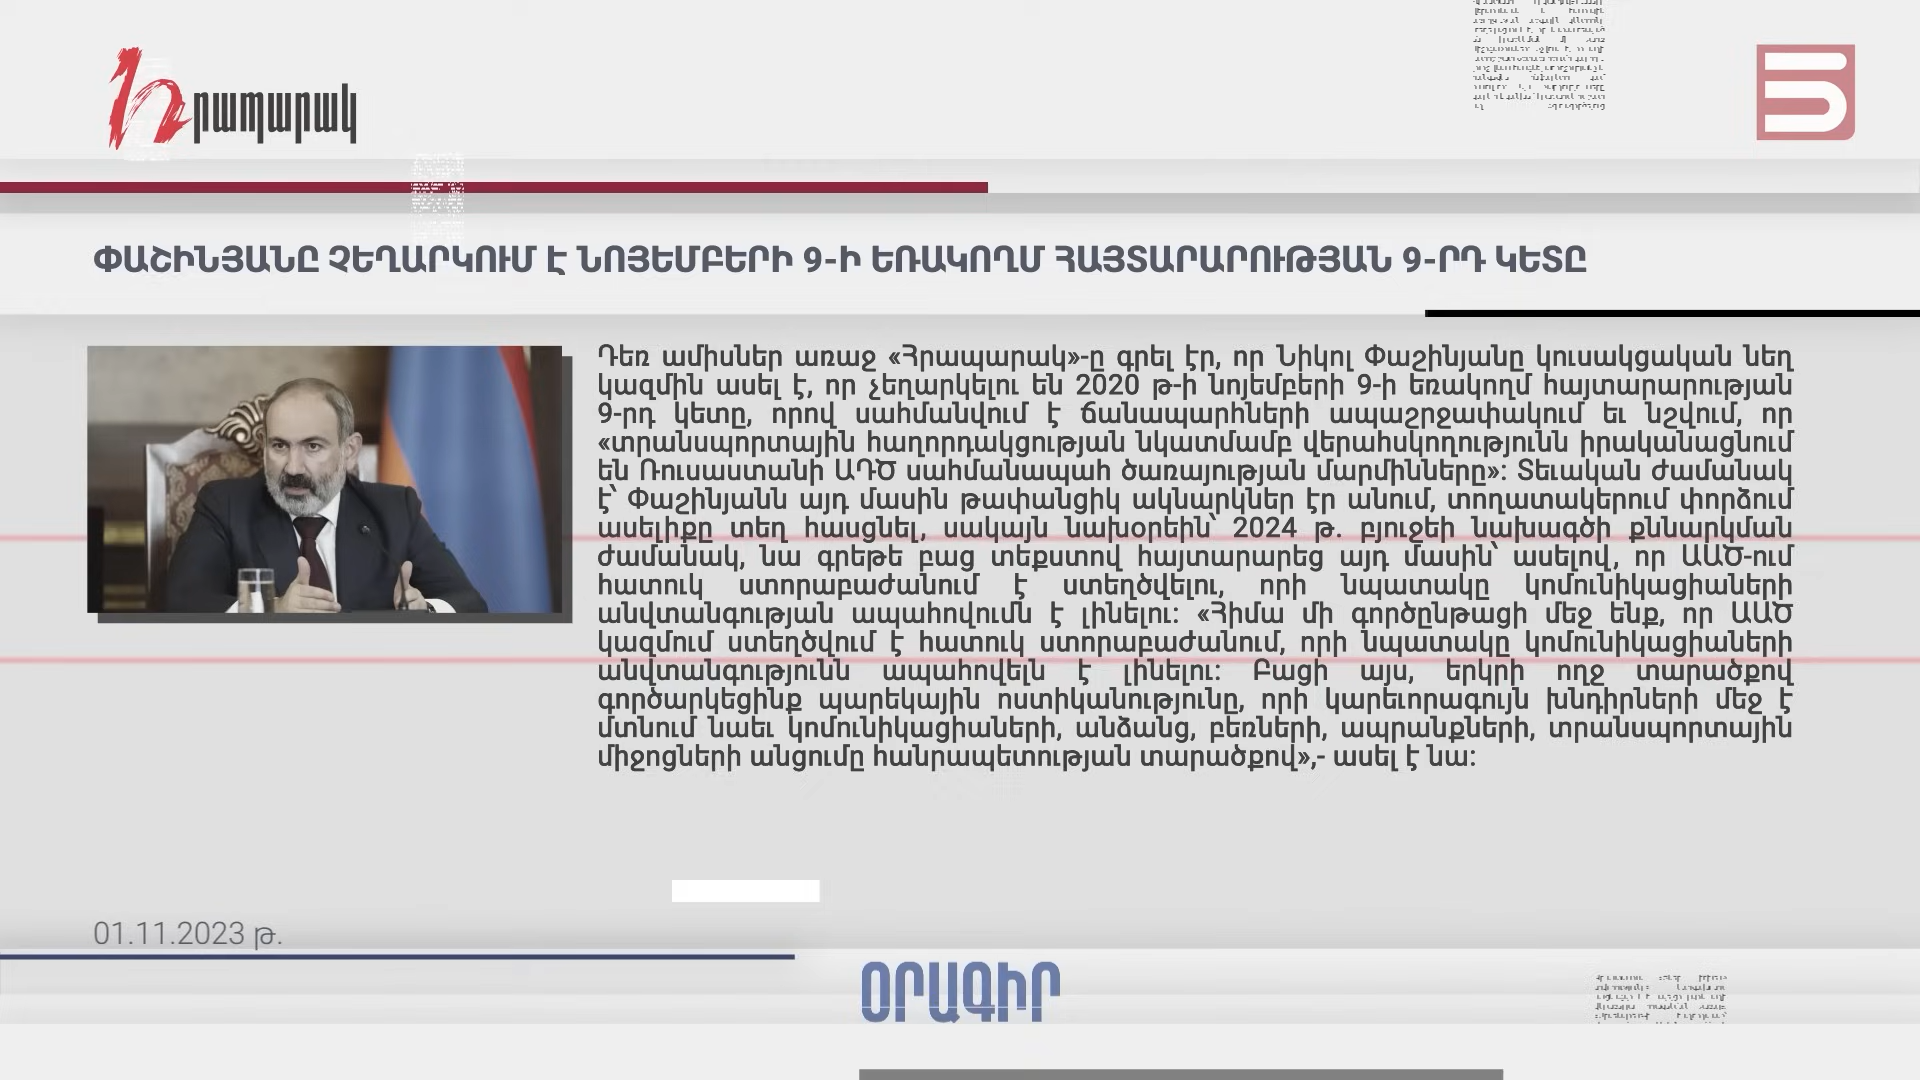 Հրապարակ
5
ՓԱՇԻՆՅԱՆԸ ՉԵՂԱՐԿՈՒՄ Է ՆՈՅԵՄԲԵՐԻ 9-Ի ԵՌԱԿՈՂՄ ՀԱՅՏԱՐԱՐՈՒԹՅԱՆ 9-ՐԴ ԿԵՏԸ
Դեռ ամիսներ առաջ «Հրապարակ»-ը գրել էր, որ Նիկոլ Փաշինյանը կուսակցական նեղ
կազմին ասել է, որ չեղարկելու են 2020 թ-ի նոյեմբերի 9-ի եռակողմ հայտարարության
9-րդ կետը, որով սահմանվում է ճանապարհների ապաշրջափակում եւ նշվում, որ
«տրանսպորտային հաղորդակցության նկատմամբ վերահսկողությունն իրականացնում
են Ռուսաստանի ԱԴԾ սահմանապահ ծառայության մարմինները»։ Տեւական ժամանակ
է՝ Փաշինյանն այդ մասին թափանցիկ ակնարկներ էր անում, տողատակերում փորձում
ասելիքը տեղ հասցնել, սակայն նախօրեին՝ 2024 թ. բյուջեի նախագծի քննարկման
ժամանակ, նա գրեթե բաց տեքստով հայտարարեց այդ մասին՝ ասելով, որ ԱԱԾ-ում
հատուկ ստորաբաժանում է ստեղծվելու, որի նպատակը կոմունիկացիաների
անվտանգության ապահովումն է լինելու։ «Հիմա մի գործընթացի մեջ ենք, որ ԱԱԾ
կազմում ստեղծվում է հատուկ ստորաբաժանում, որի նպատակը կոմունիկացիաների
անվտանգությունն ապահովելն է լինելու։ Բացի այս, երկրի ողջ տարածքով
գործարկեցինք պարեկային ոստիկանությունը, որի կարեւորագույն խնդիրների մեջ է
մտնում նաեւ կոմունիկացիաների, անձանց, բեռների, ապրանքների, տրանսպորտային
միջոցների անցումը հանրապետության տարածքով»,- ասել է նա։
01.11.2023 թ.
ՕՐԱԳԻՐ